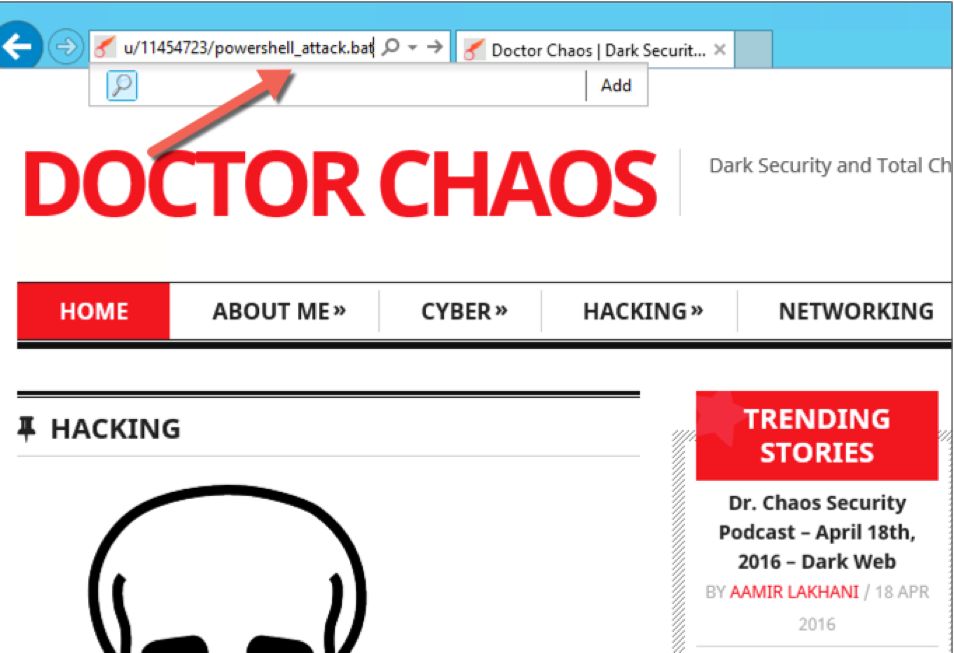 u/11454723/powershell_attack.bat
Doctor Chaos | Dark Securit...
Add
DOCTOR CHAOS
Dark Security and Total Ch
HOME
ABOUT ME »
CYBER »
HACKING »
NETWORKING
HACKING
TRENDING
STORIES
Dr. Chaos Security
Podcast – April 18th,
2016 – Dark Web
BY AAMIR LAKHANI / 18 APR
2016